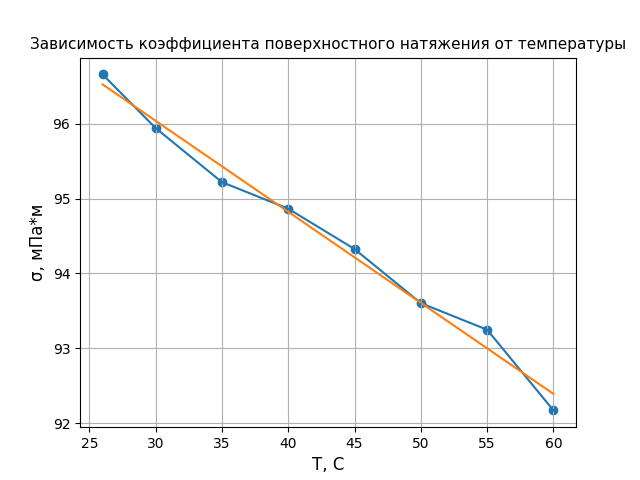 Зависимость коэффициента поверхностного натяжения от температуры
σ, мПа*м
96
95
94
93
92
25 30 35 40 45 50 55 60
T, C